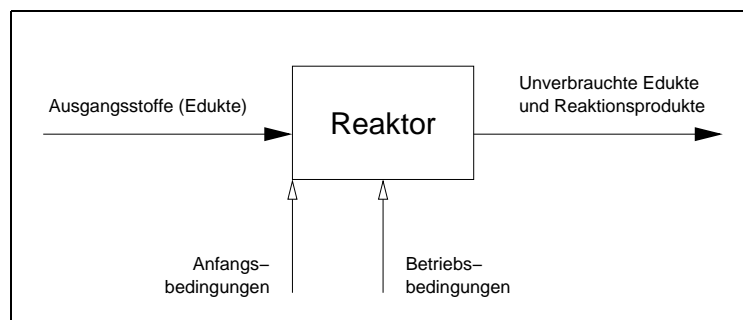 Ausgangsstoffe (Edukte)
Reaktor
Unverbrauchte Edukte
und Reaktionsprodukte
Anfangs−
bedingungen
Betriebs−
bedingungen